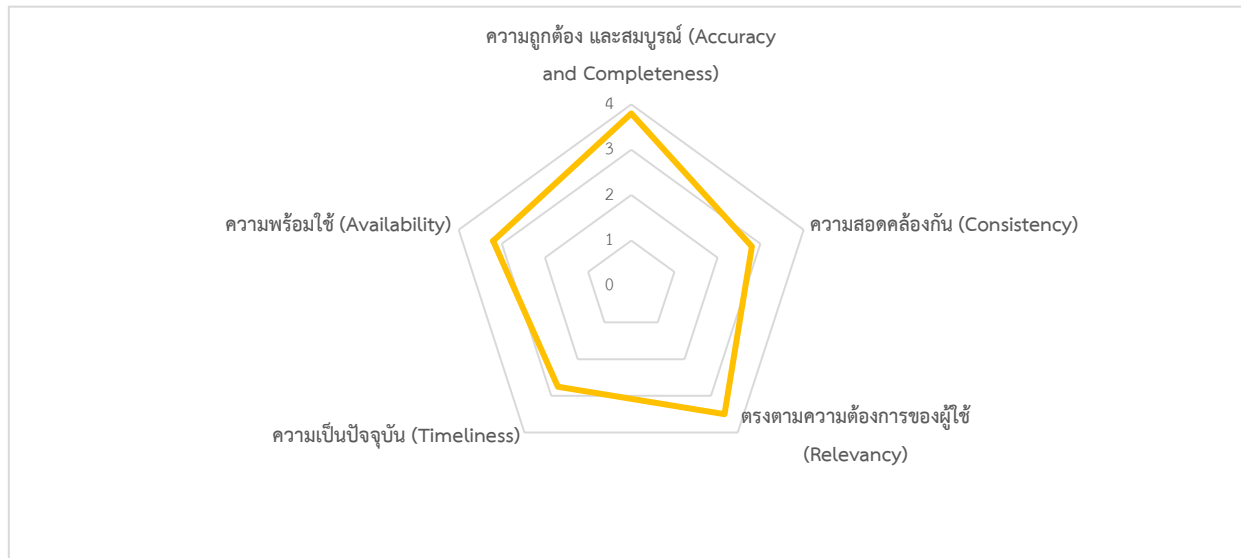 ความถูกต้อง และสมบูรณ์ (Accuracy
and Completeness)
4
3
2
1
0
ความพร้อมใช้ (Availability)
ความสอดคล้องกัน (Consistency)
ความเป็นปัจจุบัน (Timeliness)
ตรงตามความต้องการของผู้ใช้
(Relevancy)